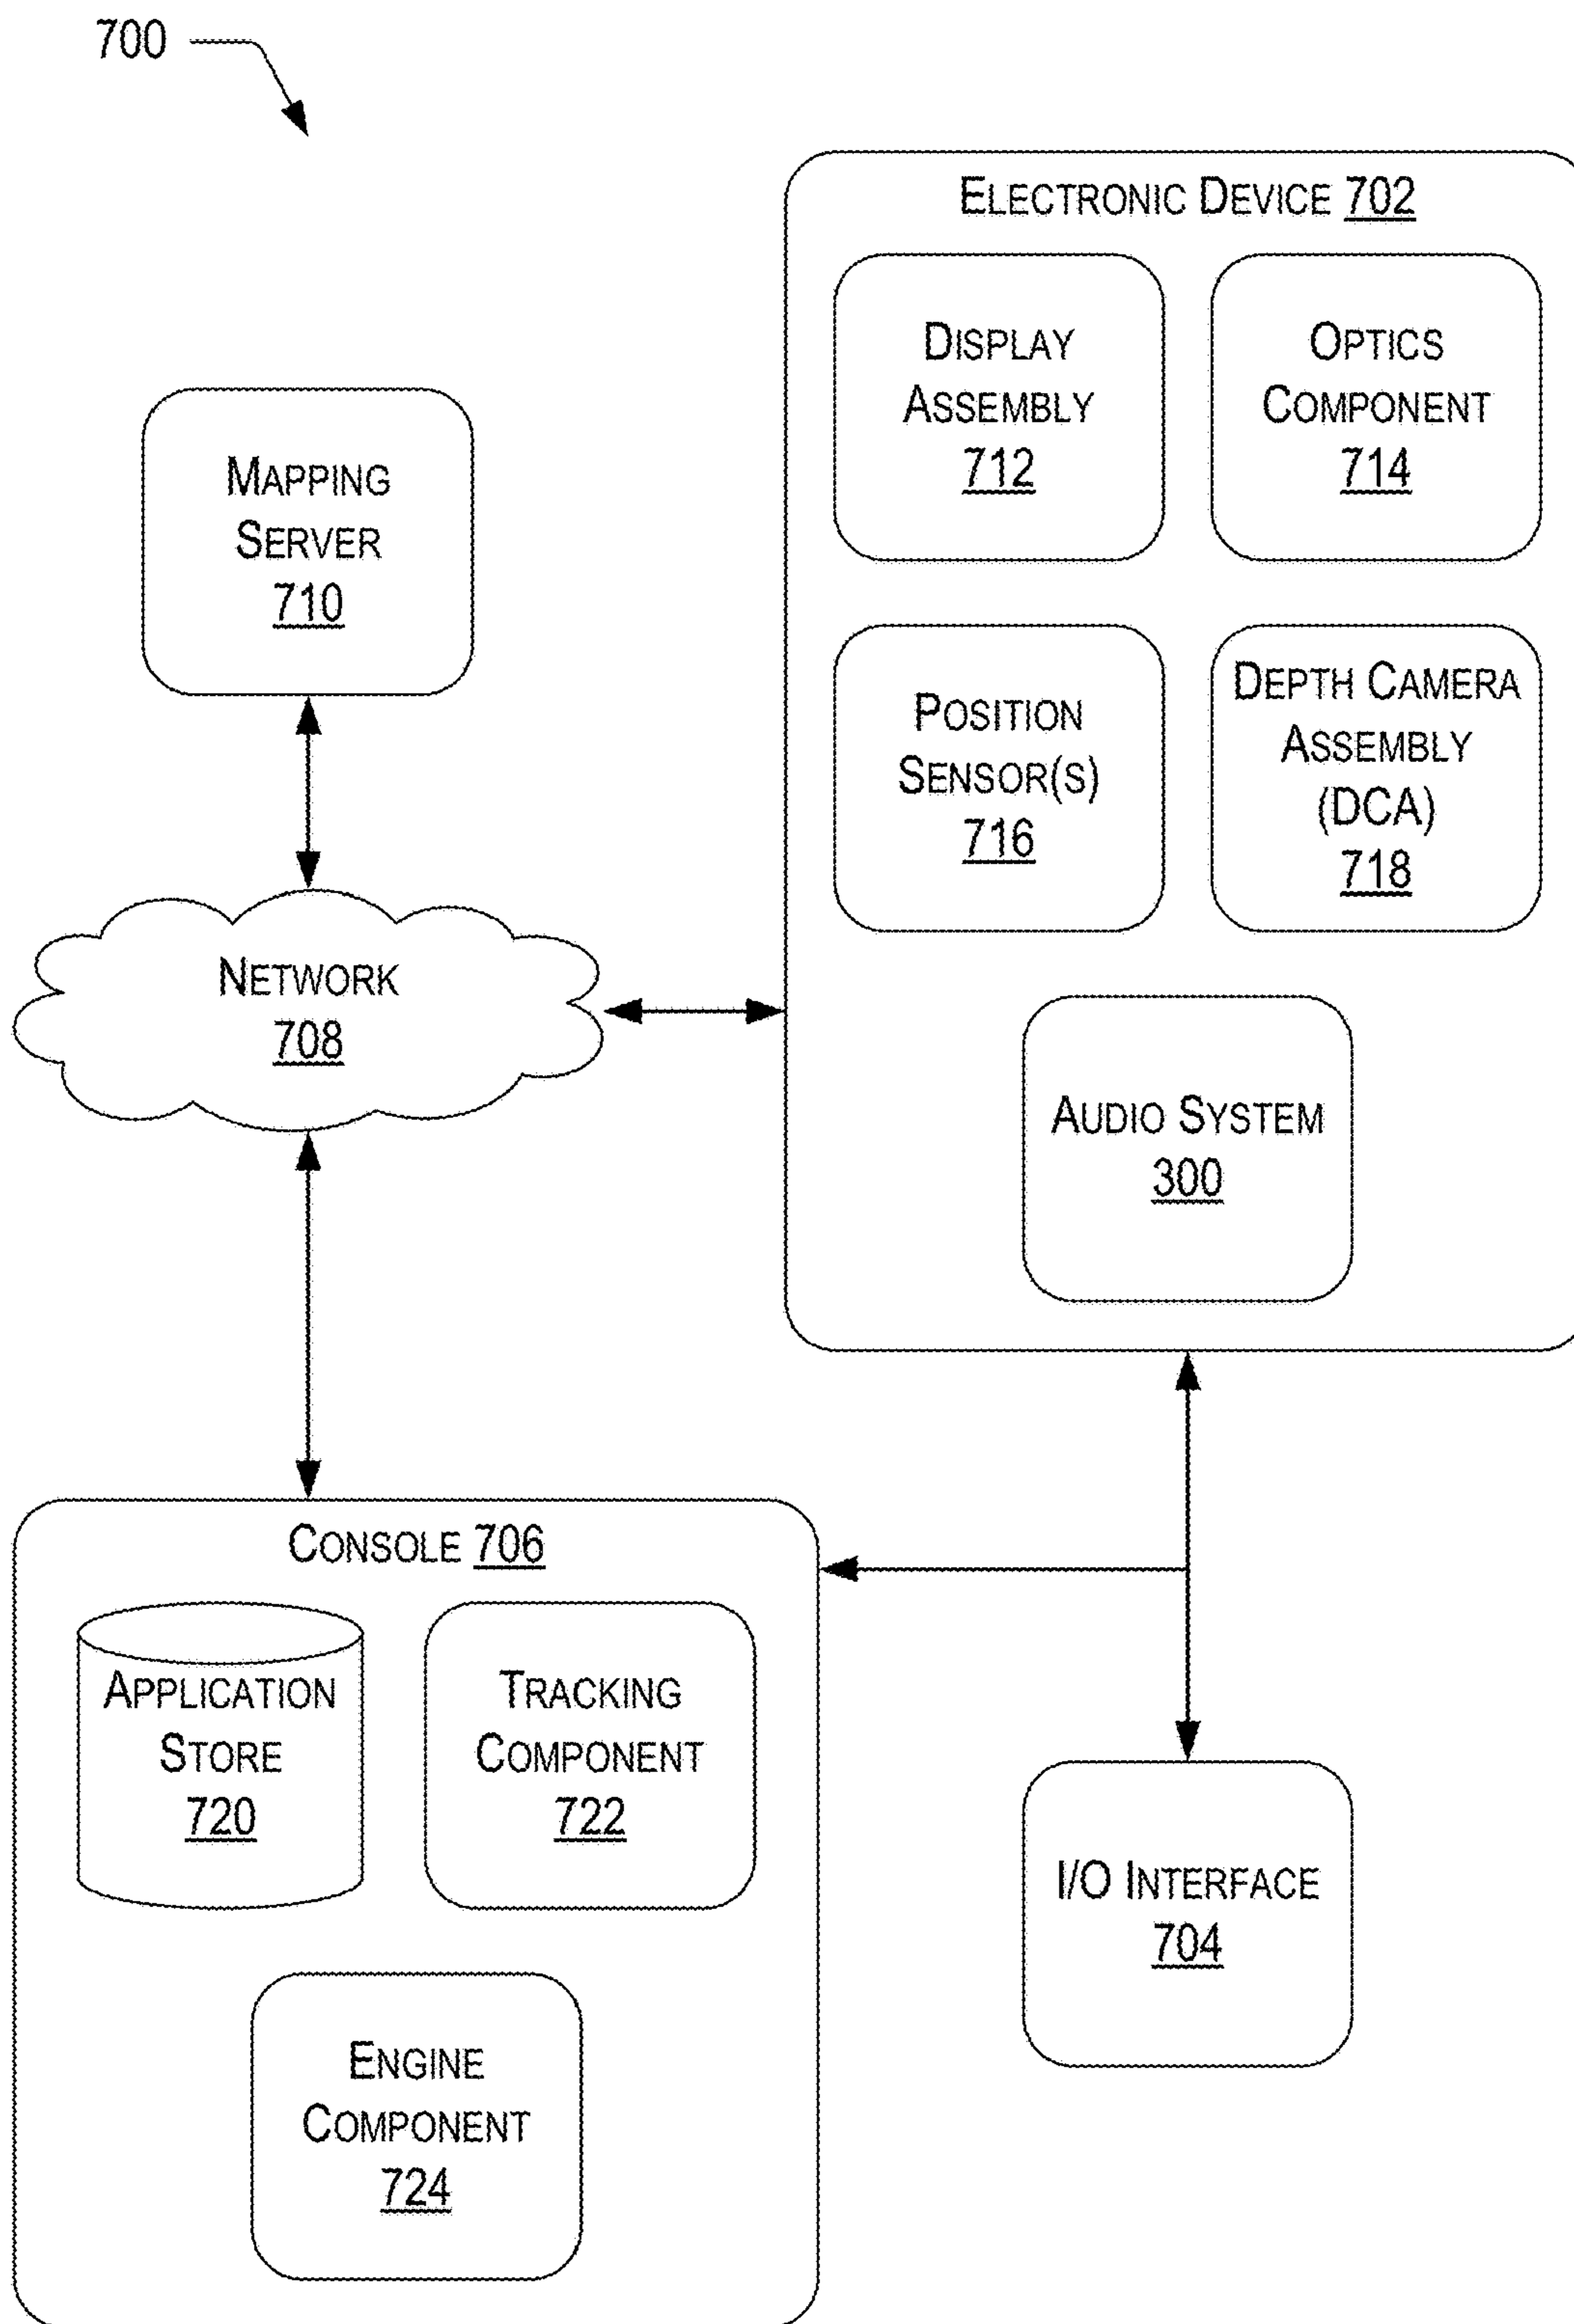 700
ELECTRONIC DEVICE 702
DISPLAY
ASSEMBLY
712
OPTICS
COMPONENT
714
MAPPING
SERVER
710
POSITION
SENSOR(S)
716
DEPTH CAMERA
ASSEMBLY
(DCA)
718
NETWORK
708
AUDIO SYSTEM
300
CONSOLE 706
APPLICATION
STORE
720
TRACKING
COMPONENT
722
I/O INTERFACE
704
ENGINE
COMPONENT
724